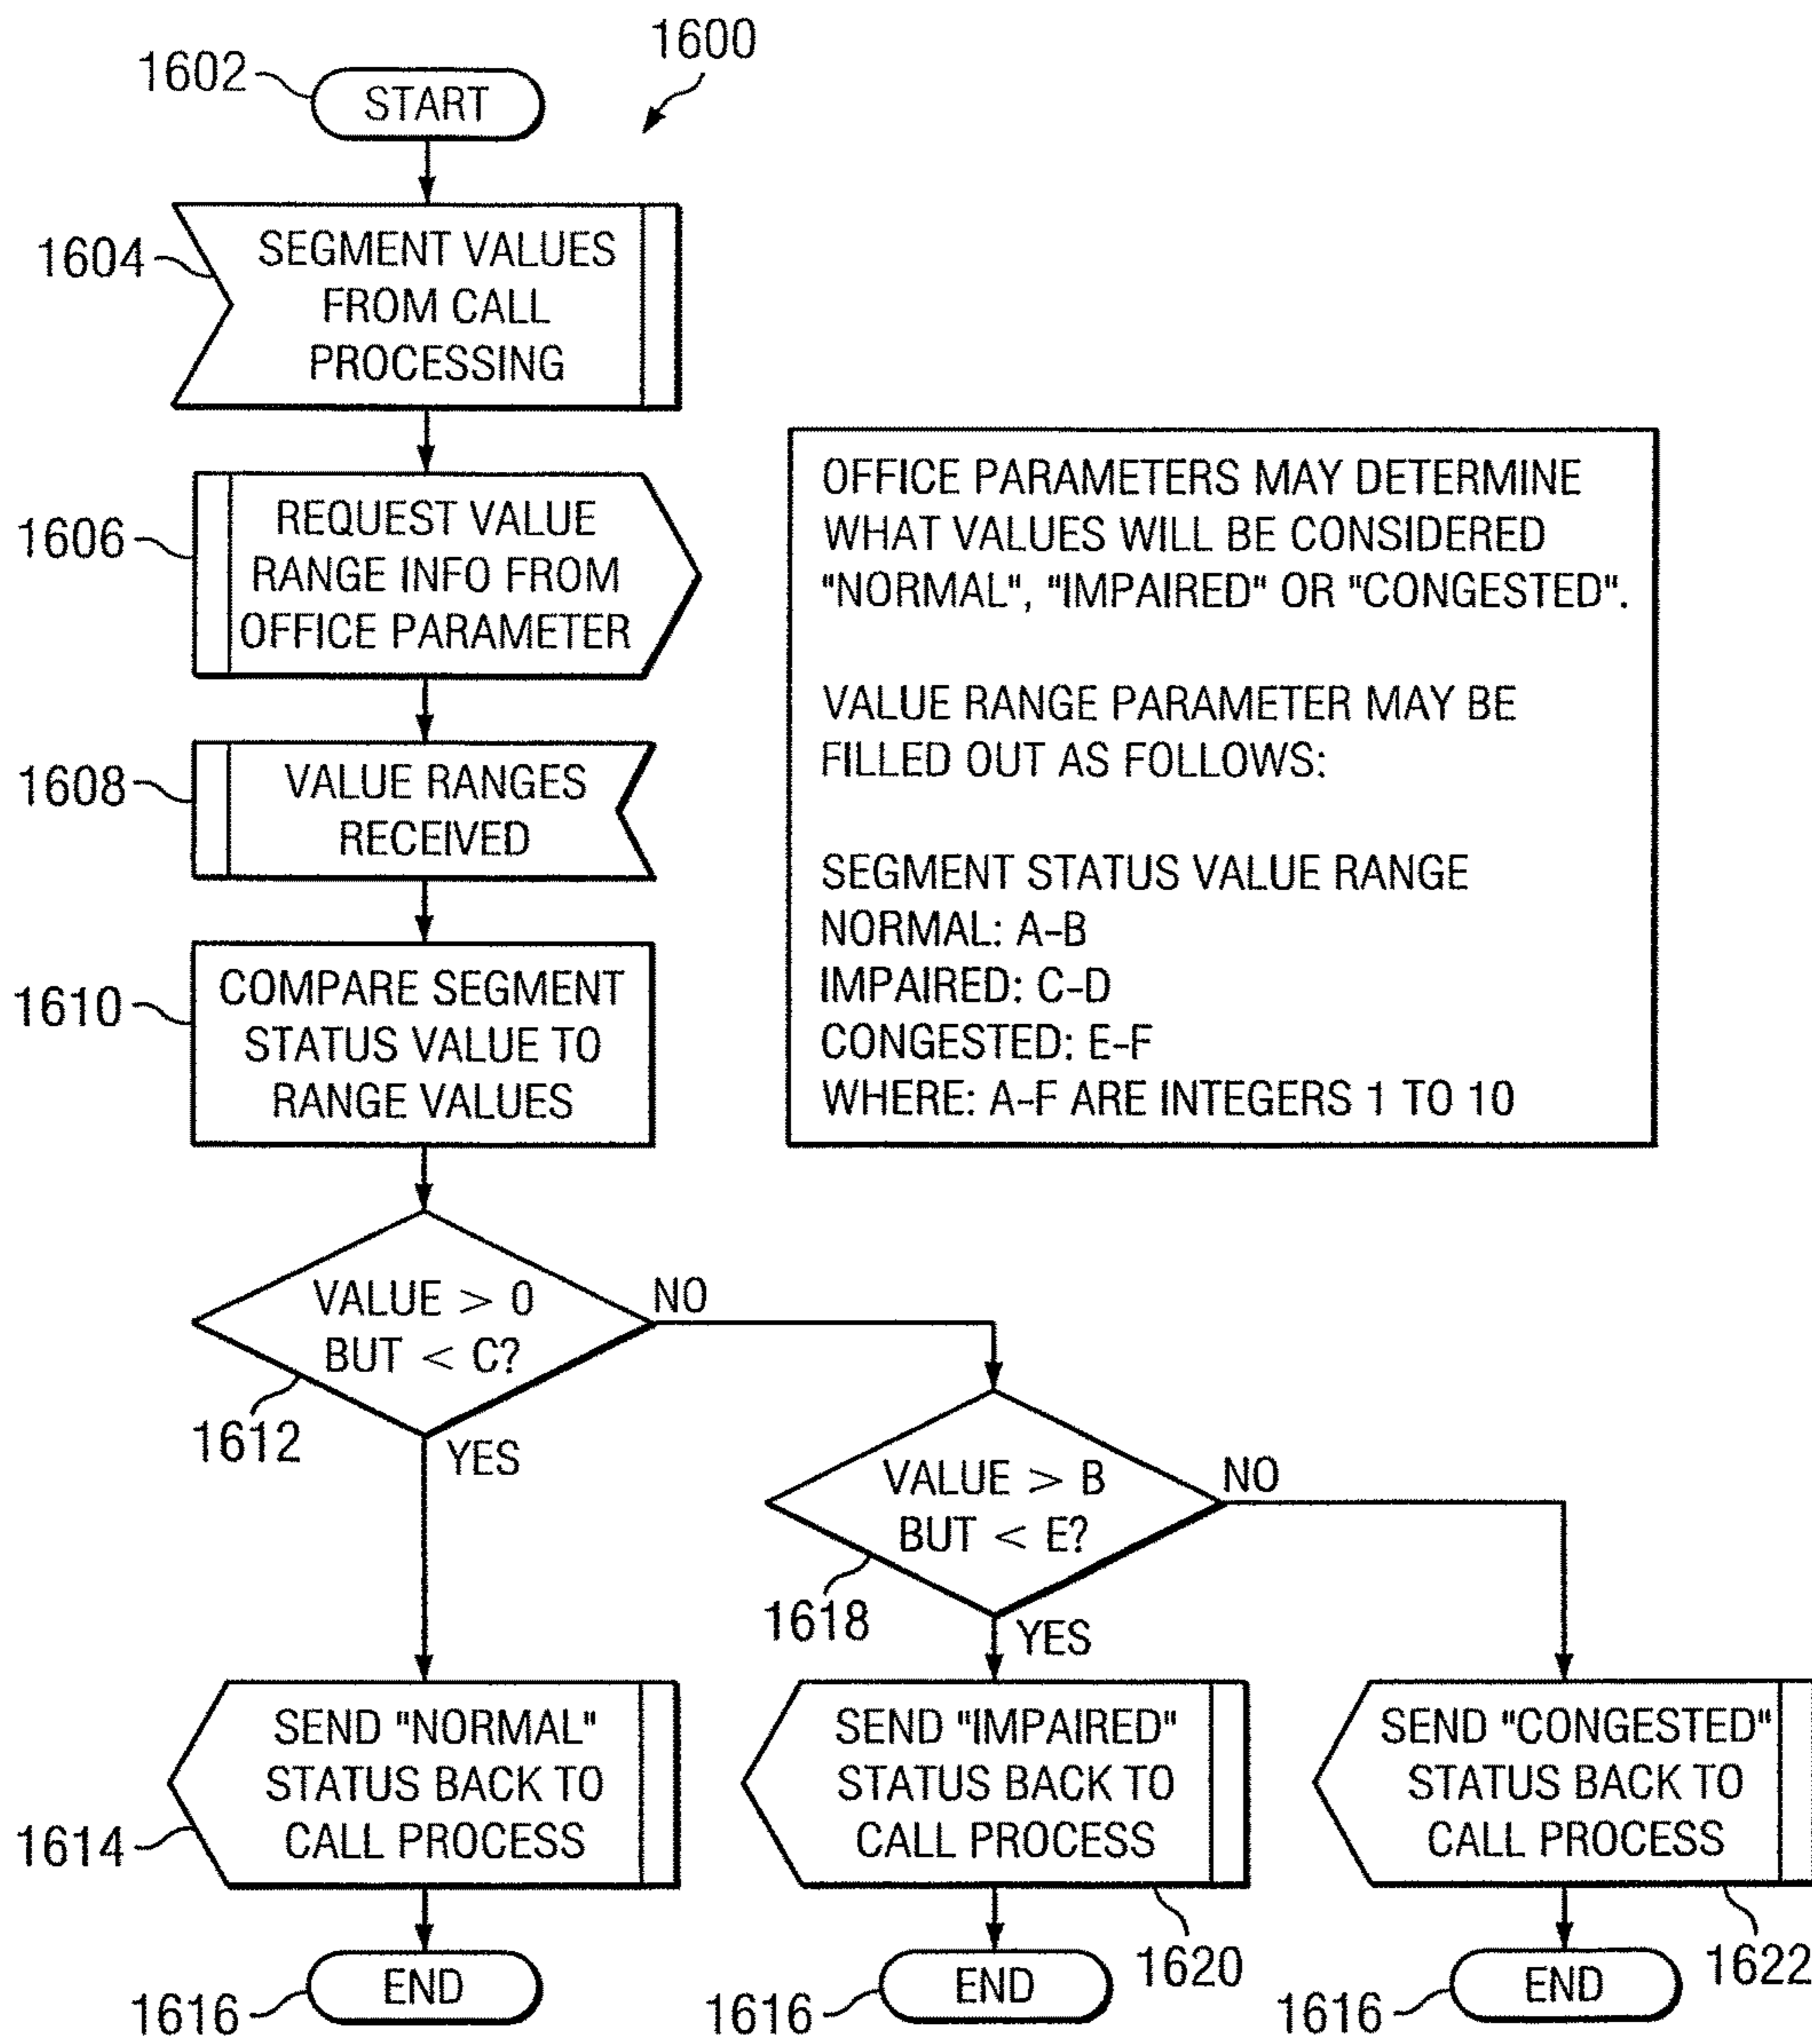 1600
1602
START
1604
SEGMENT VALUES
FROM CALL
PROCESSING
1606
REQUEST VALUE
RANGE INFO FROM
OFFICE PARAMETER
1608
VALUE RANGES
RECEIVED
1610
COMPARE SEGMENT
STATUS VALUE TO
RANGE VALUES
OFFICE PARAMETERS MAY DETERMINE
WHAT VALUES WILL BE CONSIDERED
"NORMAL", "IMPAIRED" OR "CONGESTED".
VALUE RANGE PARAMETER MAY BE
FILLED OUT AS FOLLOWS:
SEGMENT STATUS VALUE RANGE
NORMAL: A-B
IMPAIRED: C-D
CONGESTED: E-F
WHERE: A-F ARE INTEGERS 1 TO 10
VALUE > 0
BUT < C?
NO
1612
YES
VALUE > B
BUT < E?
NO
1618
YES
SEND "NORMAL"
STATUS BACK TO
CALL PROCESS
1614
SEND "IMPAIRED"
STATUS BACK TO
CALL PROCESS
1620
SEND "CONGESTED"
STATUS BACK TO
CALL PROCESS
1622
END
1616
END
1616
END
1616